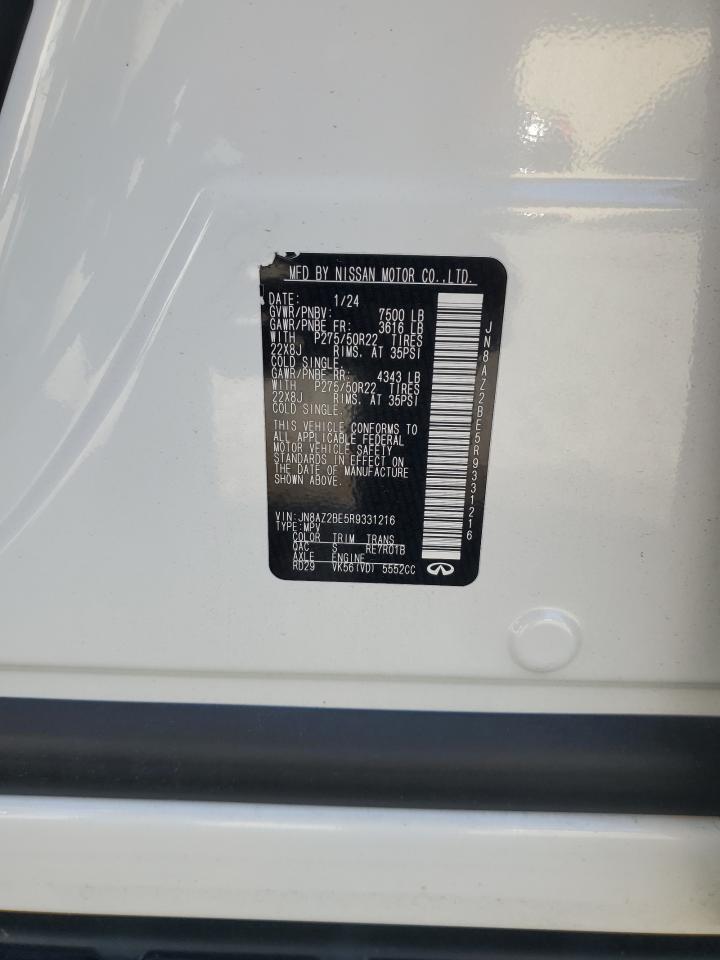 MFD BY NISSAN MOTOR CO.,LTD.
DATE: 1/24
GVWR/PNBV: 7500 LB
GAWR/PNBE FR: 3616 LB
WITH P275/50R22 TIRES
22X8J RIMS. AT 35PSI
COLD SINGLE.
GAWR/PNBE RR: 4343 LB
WITH P275/50R22 TIRES
22X8J RIMS. AT 35PSI
COLD SINGLE.
THIS VEHICLE CONFORMS TO
ALL APPLICABLE FEDERAL
MOTOR VEHICLE SAFETY
STANDARDS IN EFFECT ON
THE DATE OF MANUFACTURE
SHOWN ABOVE.
VIN:JN8AZ2BE5R9331216
TYPE:MPV
COLOR TRIM TRANS
QAC S RE7R01B
AXLE ENGINE
RD29 VK56(VD) 5552CC
JN8AZ2BE5R9331216